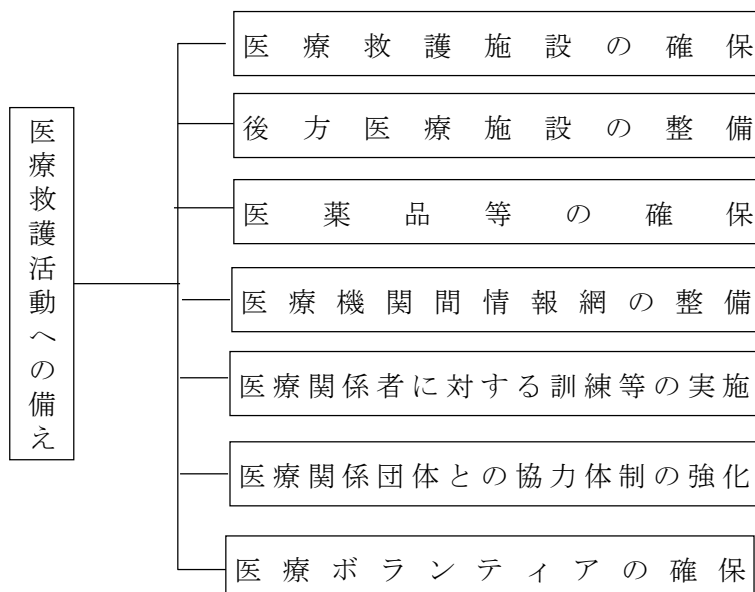 医療救護活動への備え
医療救護施設の確保
後方医療施設の整備
医薬品等の確保
医療機関間情報網の整備
医療関係者に対する訓練等の実施
医療関係団体との協力体制の強化
医療ボランティアの確保